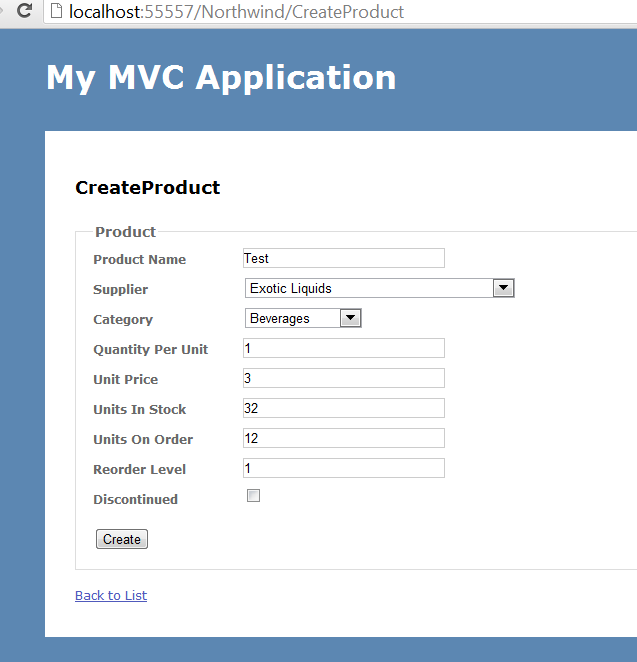 localhost:55557/Northwind/CreateProduct
My MVC Application
CreateProduct
Product
Product Name Test
Supplier Exotic Liquids
Category Beverages
Quantity Per Unit 1
Unit Price 3
Units In Stock 32
Units On Order 12
Reorder Level 1
Discontinued
Create
Back to List